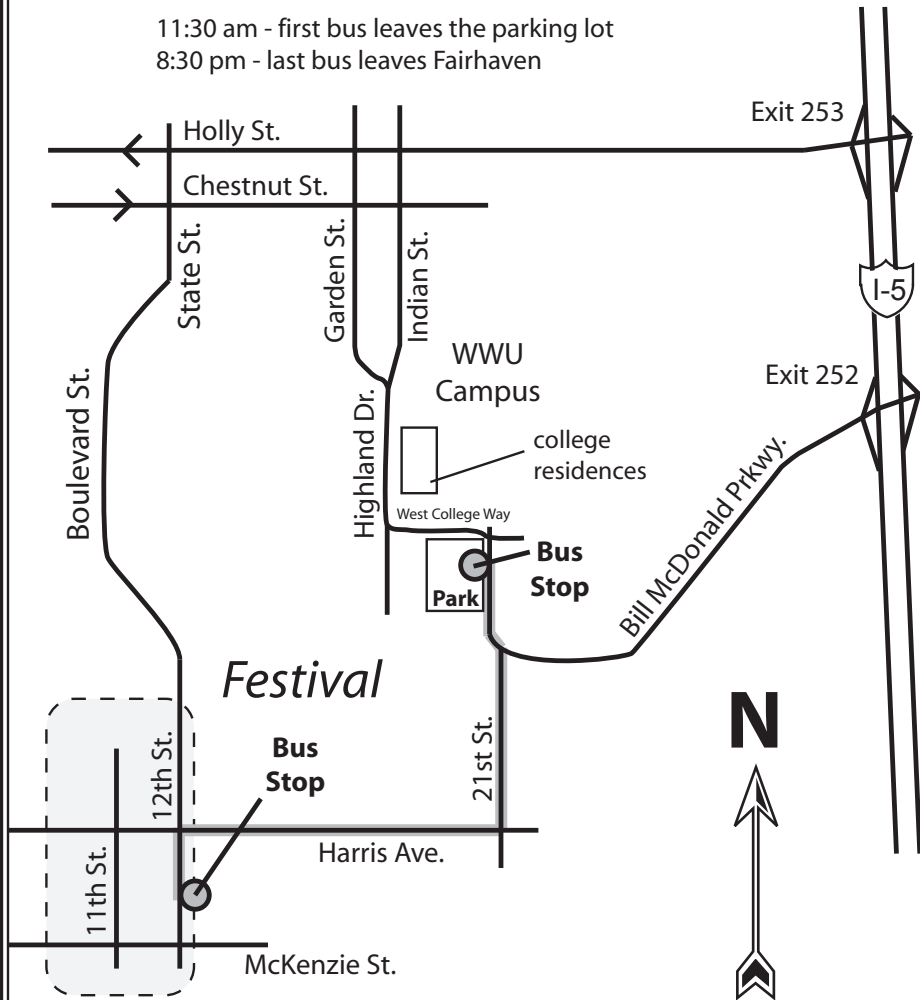 11:30 am - first bus leaves the parking lot
8:30 pm - last bus leaves Fairhaven
Exit 253
Holly St.
Chestnut St.
State St.
Garden St.
Indian St.
I-5
WWU
Campus
Exit 252
Boulevard St.
Highland Dr.
college
residences
Bill McDonald Prkwy.
West College Way
Bus
Stop
Park
Festival
N
12th St.
Bus
Stop
21st St.
Harris Ave.
11th St.
McKenzie St.